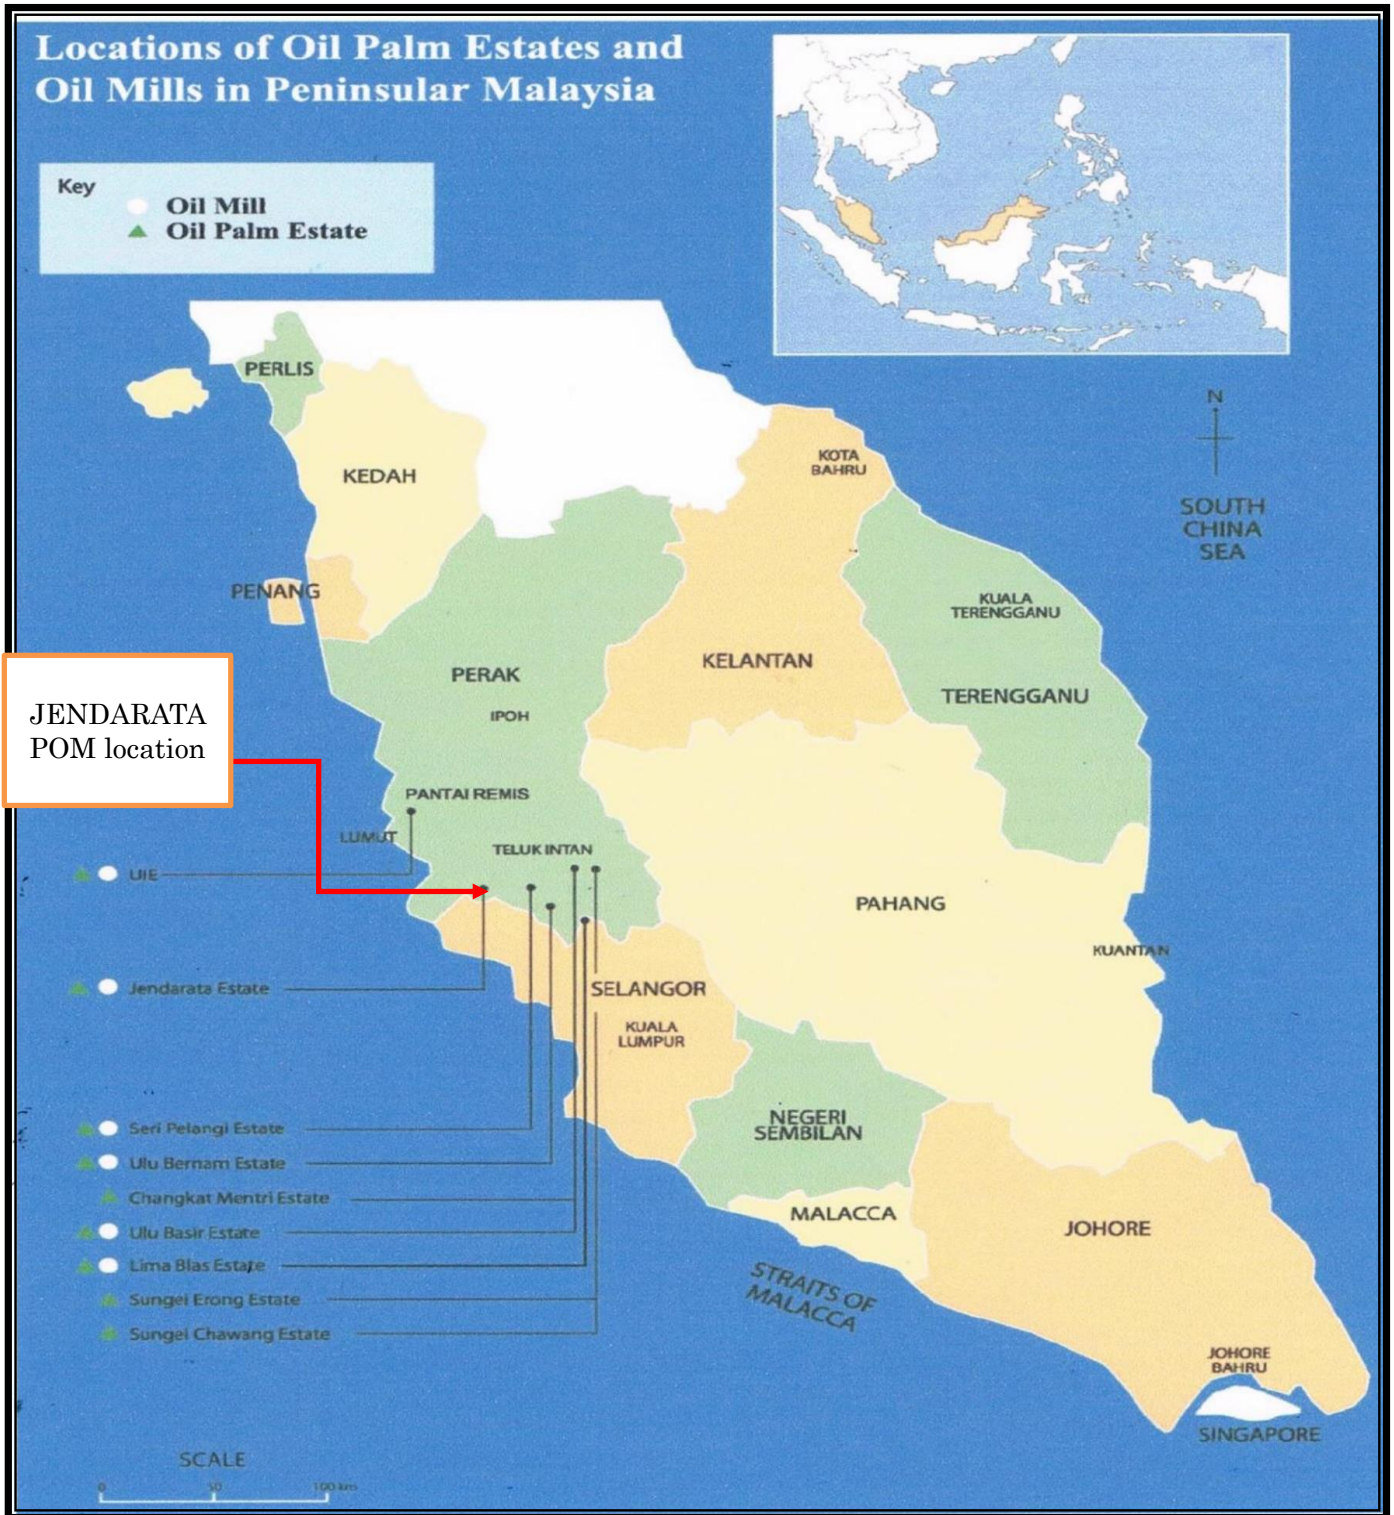 Locations of Oil Palm Estates and
Oil Mills in Peninsular Malaysia
Key
Oil Mill
Oil Palm Estate
PERLIS
KEDAH
KOTA
BAHRU
N
SOUTH
CHINA
SEA
PENANG
KUALA
TERENGGANU
PERAK
KELANTAN
TERENGGANU
IPOH
JENDARATA
POM location
PANTAI REMIS
LUMUT
TELUK INTAN
UIE
PAHANG
KUANTAN
Jendarata Estate
SELANGOR
KUALA
LUMPUR
Seri Pelangi Estate
NEGERI
SEMBILAN
Ulu Bernam Estate
Changkat Mentri Estate
MALACCA
JOHORE
Ulu Basir Estate
Lima Blas Estate
STRAITS OF
MALACCA
Sungei Erong Estate
Sungei Chawang Estate
JOHORE
BAHRU
SINGAPORE
SCALE
0 50 100 km